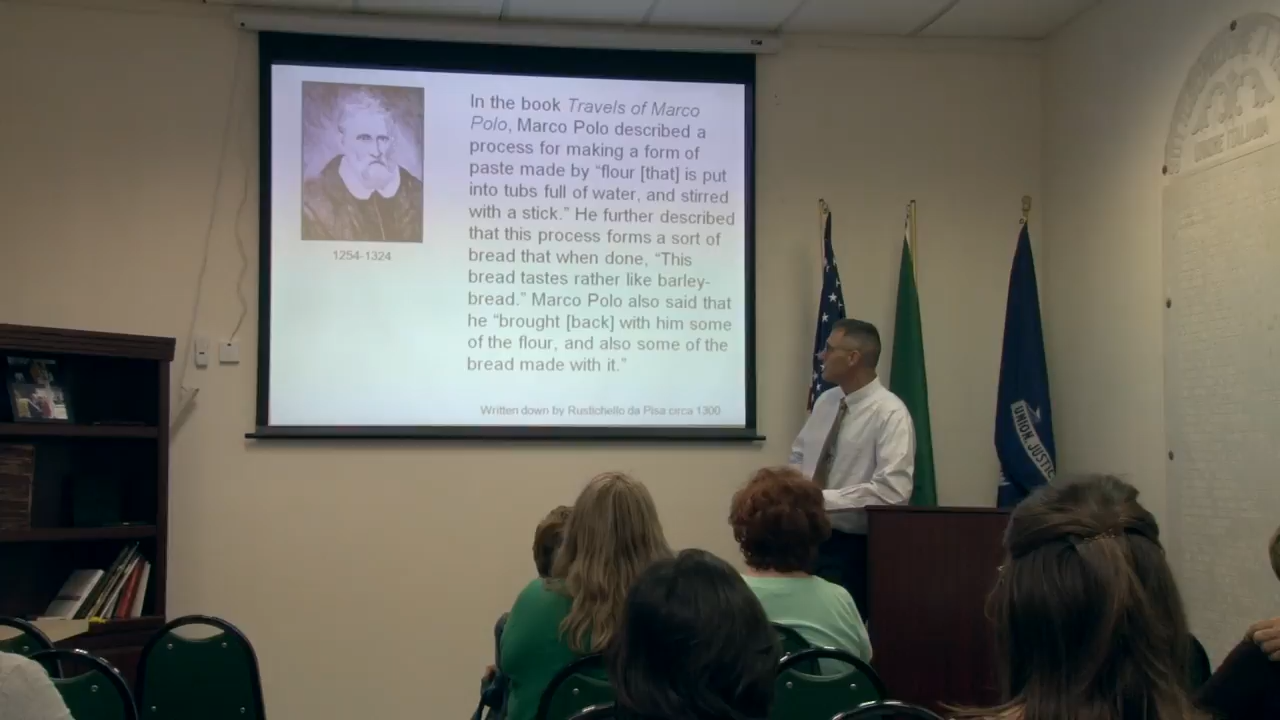 In the book Travels of Marco
Polo, Marco Polo described a
process for making a form of
paste made by “flour [that] is put
into tubs full of water, and stirred
with a stick.” He further described
that this process forms a sort of
bread that when done, “This
bread tastes rather like barley-
bread.” Marco Polo also said that
he “brought [back] with him some
of the flour, and also some of the
bread made with it.”
1254-1324
Written down by Rustichello da Pisa circa 1300
UNION, JUSTIC